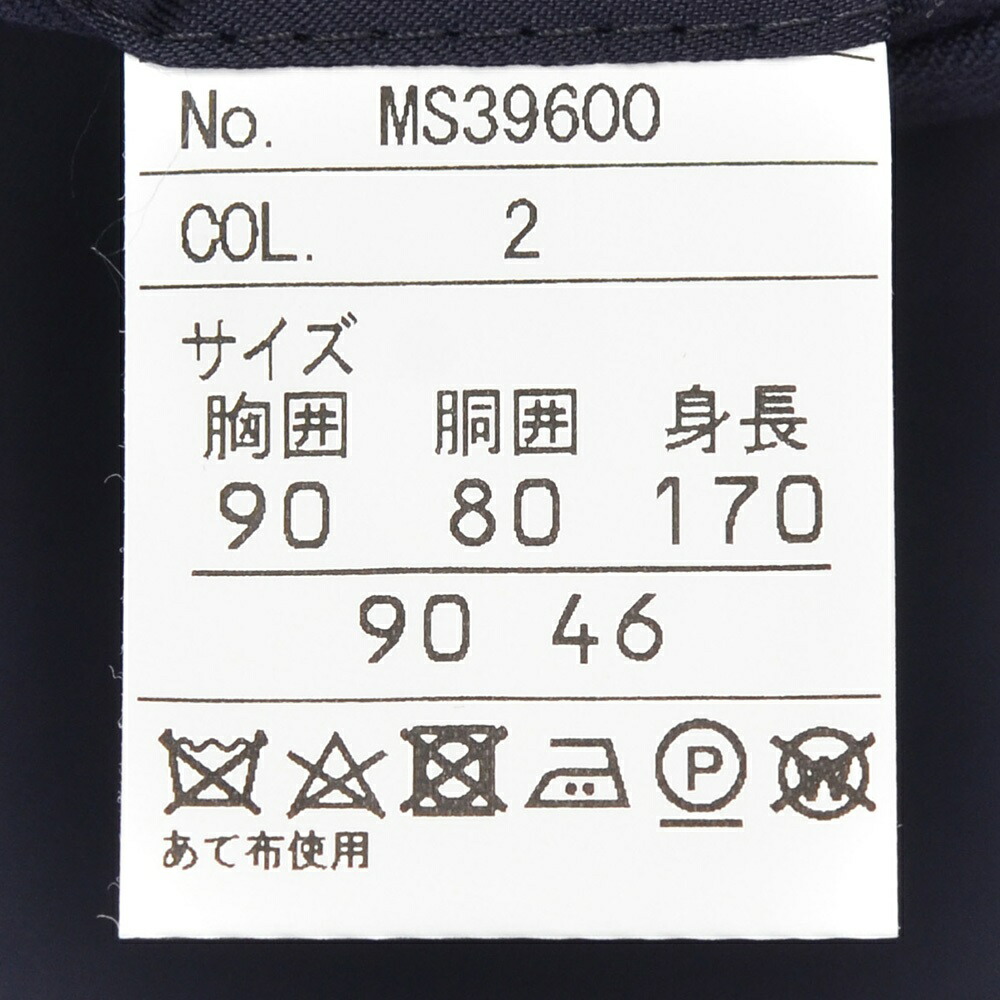 No. MS39600
COL. 2
サイズ
胸囲 胴囲 身長
90 80 170
90 46
P W
あて布使用